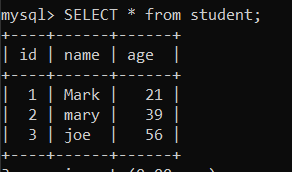 mysql> SELECT * from student;
+----+------+------+
| id | name | age  |
+----+------+------+
|  1 | Mark |   21 |
|  2 | mary |   39 |
|  3 | joe  |   56 |
+----+------+------+